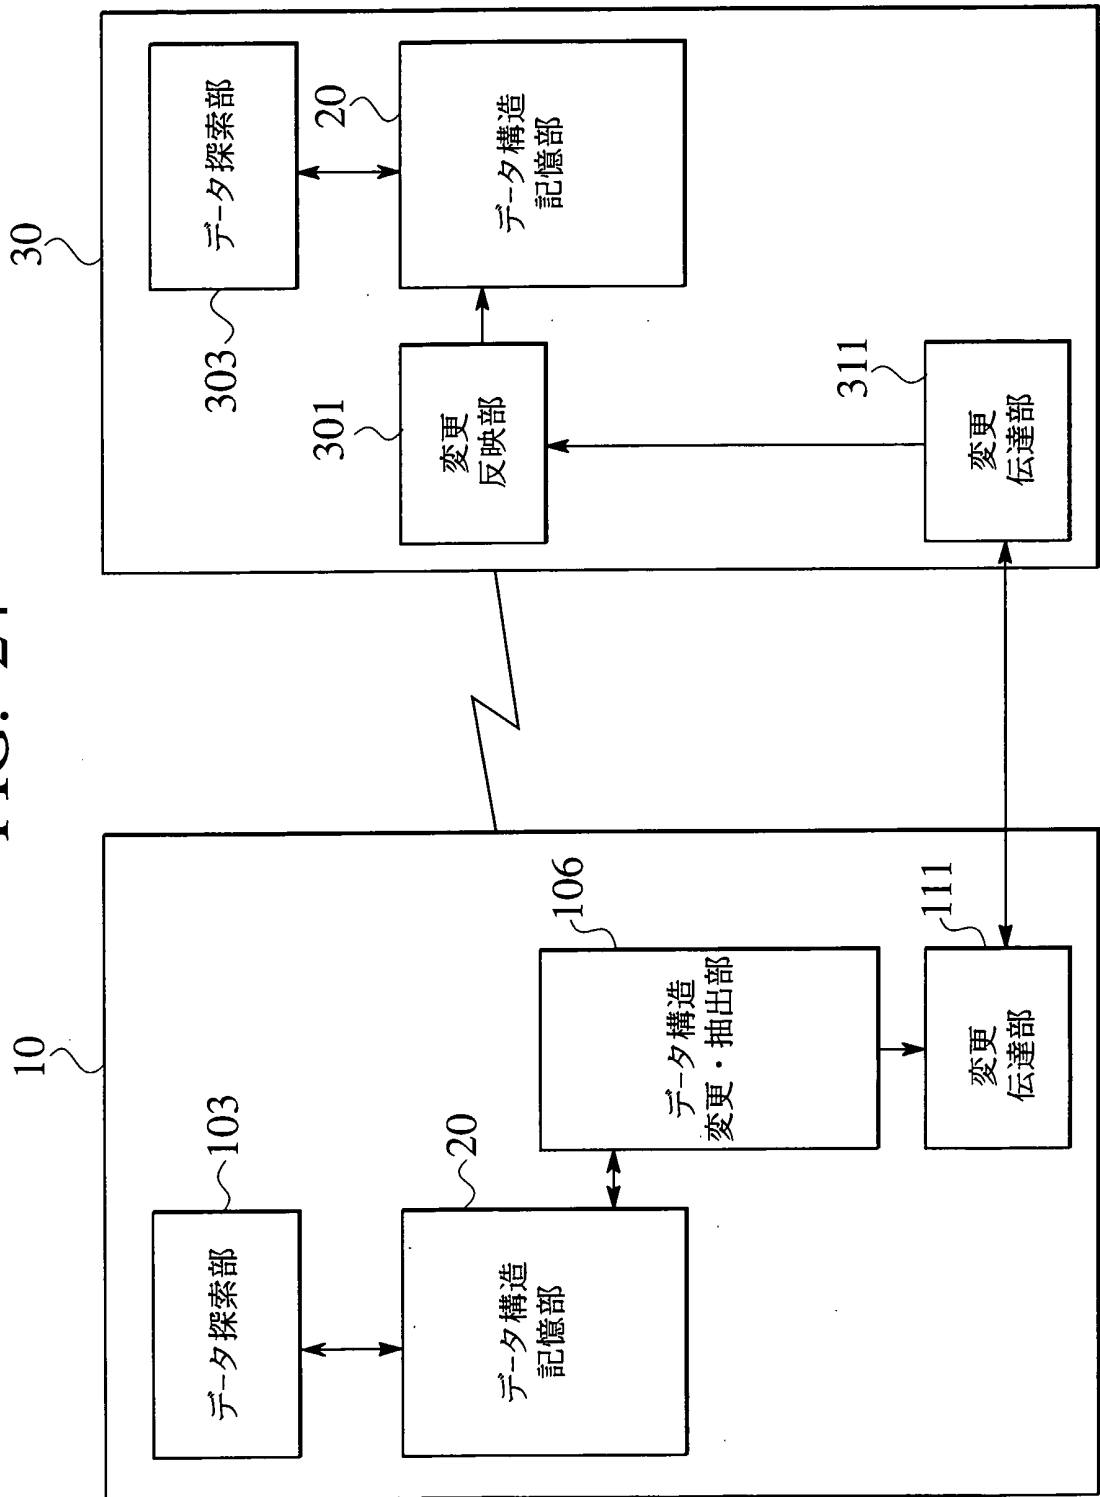 FIG.
10
103
データ探索部
20
データ構造
記憶部
106
データ構造
変更・抽出部
111
変更
伝達部
30
303
データ探索部
20
データ構造
記憶部
301
変更
反映部
311
変更
伝達部